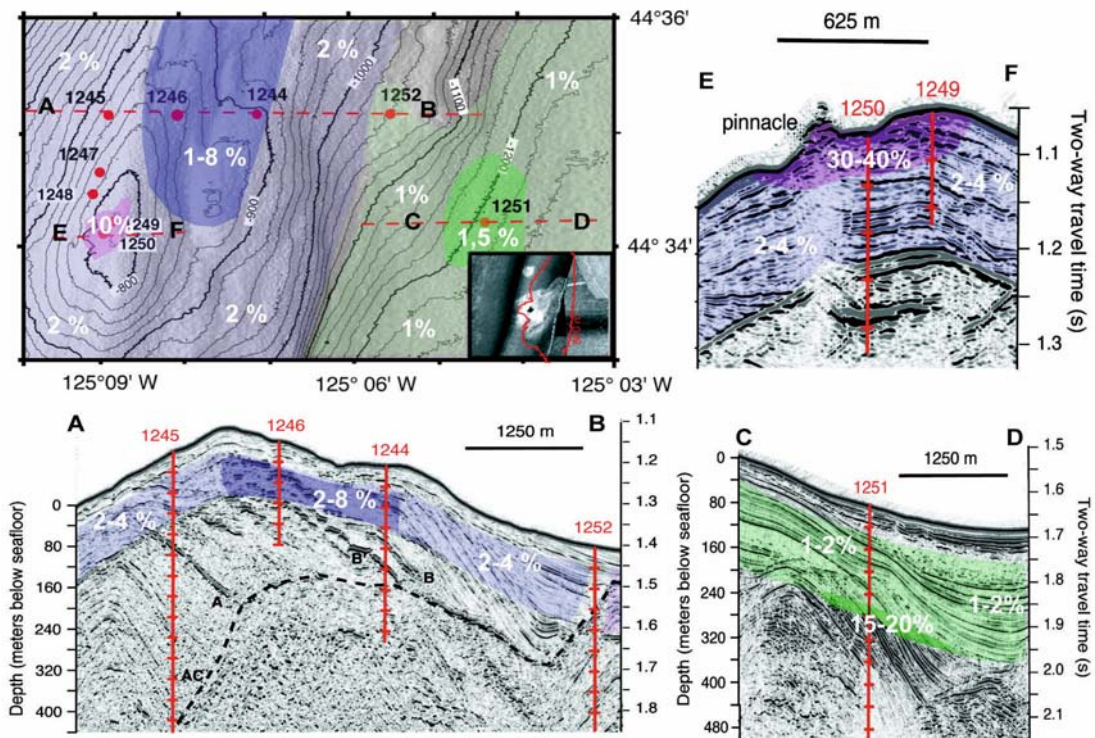 44°36'
2 %
1%
A
1245
1246
1244
1252
B
-1000
-1100
1-8 %
1247
1248
1%
-1200
-900
10%
1249
1251
E
1250
F
C
D
1,5 %
44° 34'
-800
2 %
2 %
1%
125°09' W
125° 06' W
125° 03' W
625 m
E
F
1249
1250
pinnacle
30-40%
2-4 %
2-4 %
1.1
1.2
1.3
Two-way travel time (s)
A
B
1245
1246
1244
1250 m
1252
2-4 %
2-8 %
2-4 %
B'
B
A
AC
0
80
160
240
320
400
Depth (meters below seafloor)
1.1
1.2
1.3
1.4
1.5
1.6
1.7
1.8
C
D
1250 m
1251
1-2%
1-2%
15-20%
0
80
160
240
320
400
480
Depth (meters below seafloor)
1.5
1.6
1.7
1.8
1.9
2.0
2.1
Two-way travel time (s)